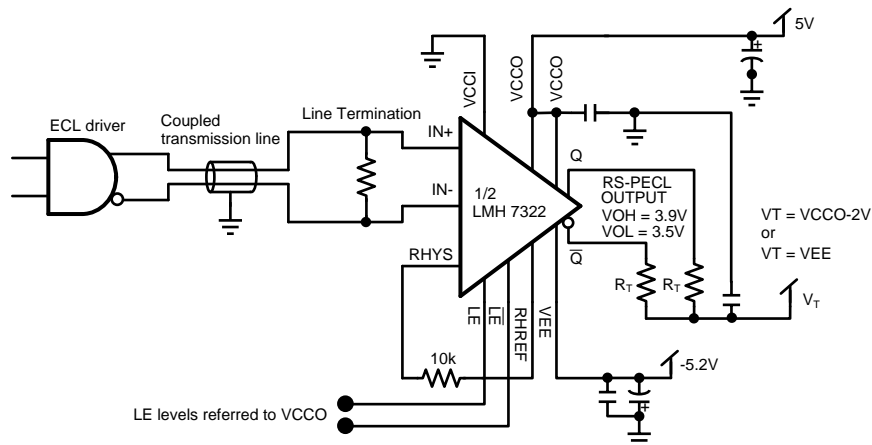 5V
VCCI
VCCO
VCCO
ECL driver
Coupled
transmission line
Line Termination
IN+
IN-
1/2
LMH 7322
Q
RS-PECL
OUTPUT
VOH = 3.9V
VOL = 3.5V
Q̅
VT = VCCO-2V
or
VT = VEE
RHYS
RT
RT
VT
LE
L̅E̅
RHREF
VEE
10k
-5.2V
LE levels referred to VCCO
+
+